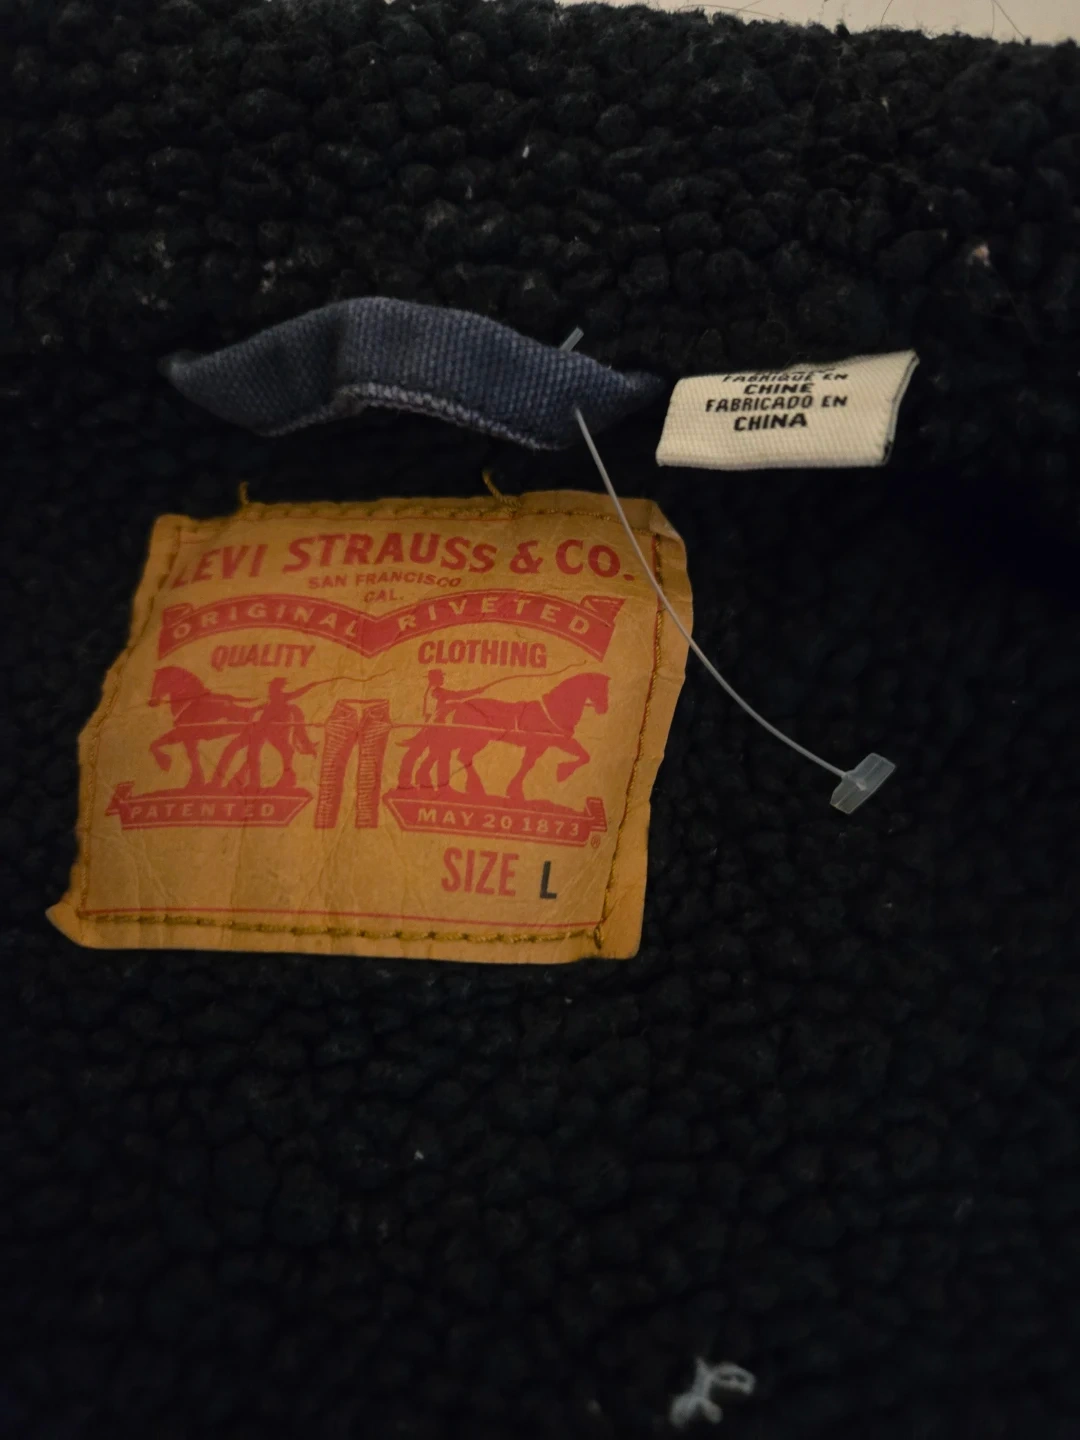 FABRIQUÉ EN
CHINE
FABRICADO EN
CHINA
LEVI STRAUSS & CO.
SAN FRANCISCO
CAL.
ORIGINAL RIVETED
QUALITY CLOTHING
PATENTED MAY 20 1873
®
SIZE L